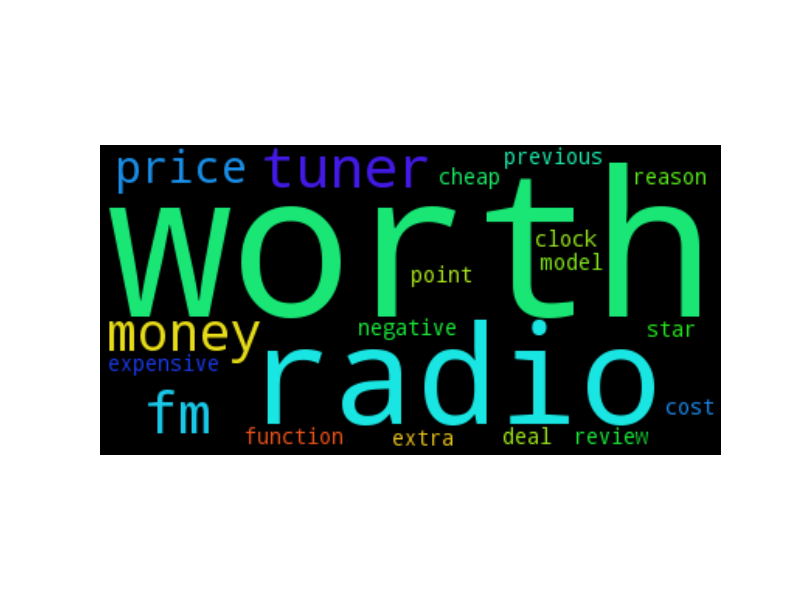 price tuner previous
cheap reason
worth
clock
model
point
money negative star
radio
expensive
fm cost
function extra deal review